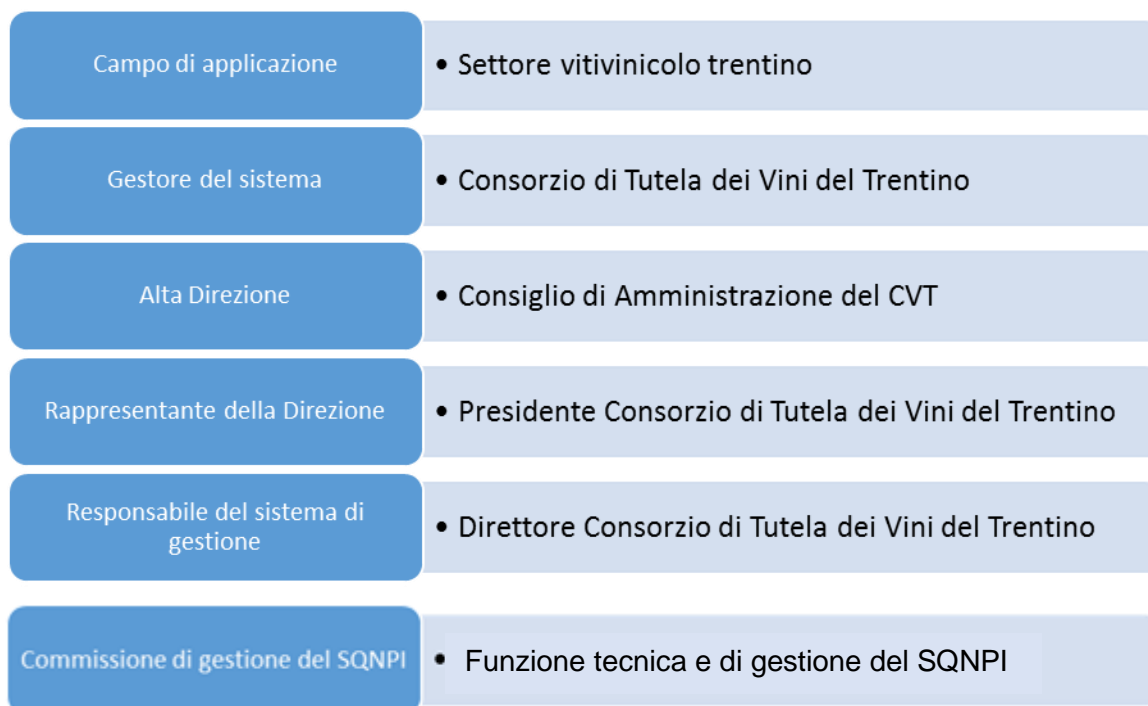 Campo di applicazione
• Settore vitivinicolo trentino
Gestore del sistema
• Consorzio di Tutela dei Vini del Trentino
Alta Direzione
• Consiglio di Amministrazione del CVT
Rappresentante della Direzione
• Presidente Consorzio di Tutela dei Vini del Trentino
Responsabile del sistema di
gestione
• Direttore Consorzio di Tutela dei Vini del Trentino
Commissione di gestione del SQNPI
• Funzione tecnica e di gestione del SQNPI